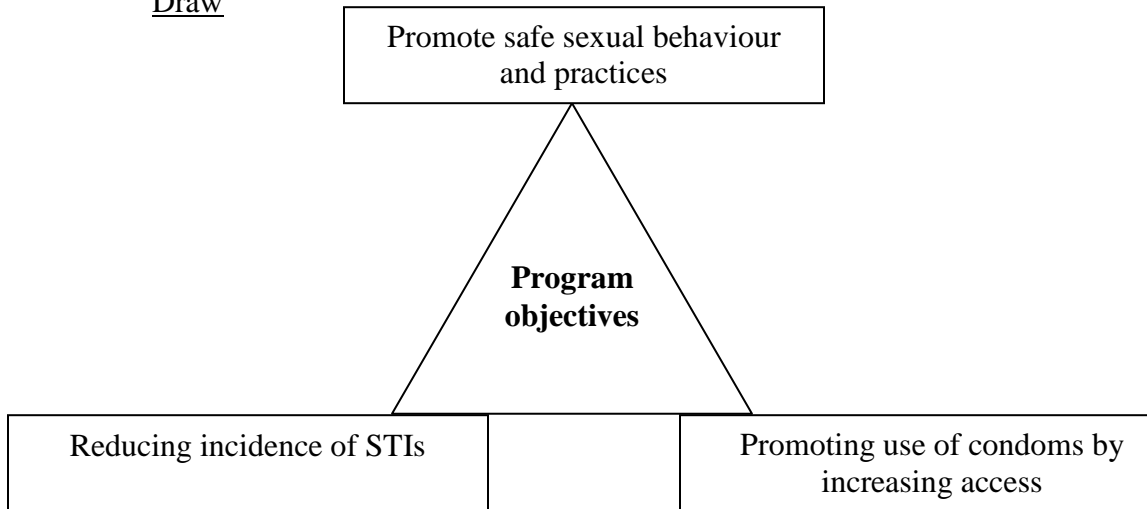 Draw
Promote safe sexual behaviour
and practices
Program
objectives
Reducing incidence of STIs
Promoting use of condoms by
increasing access